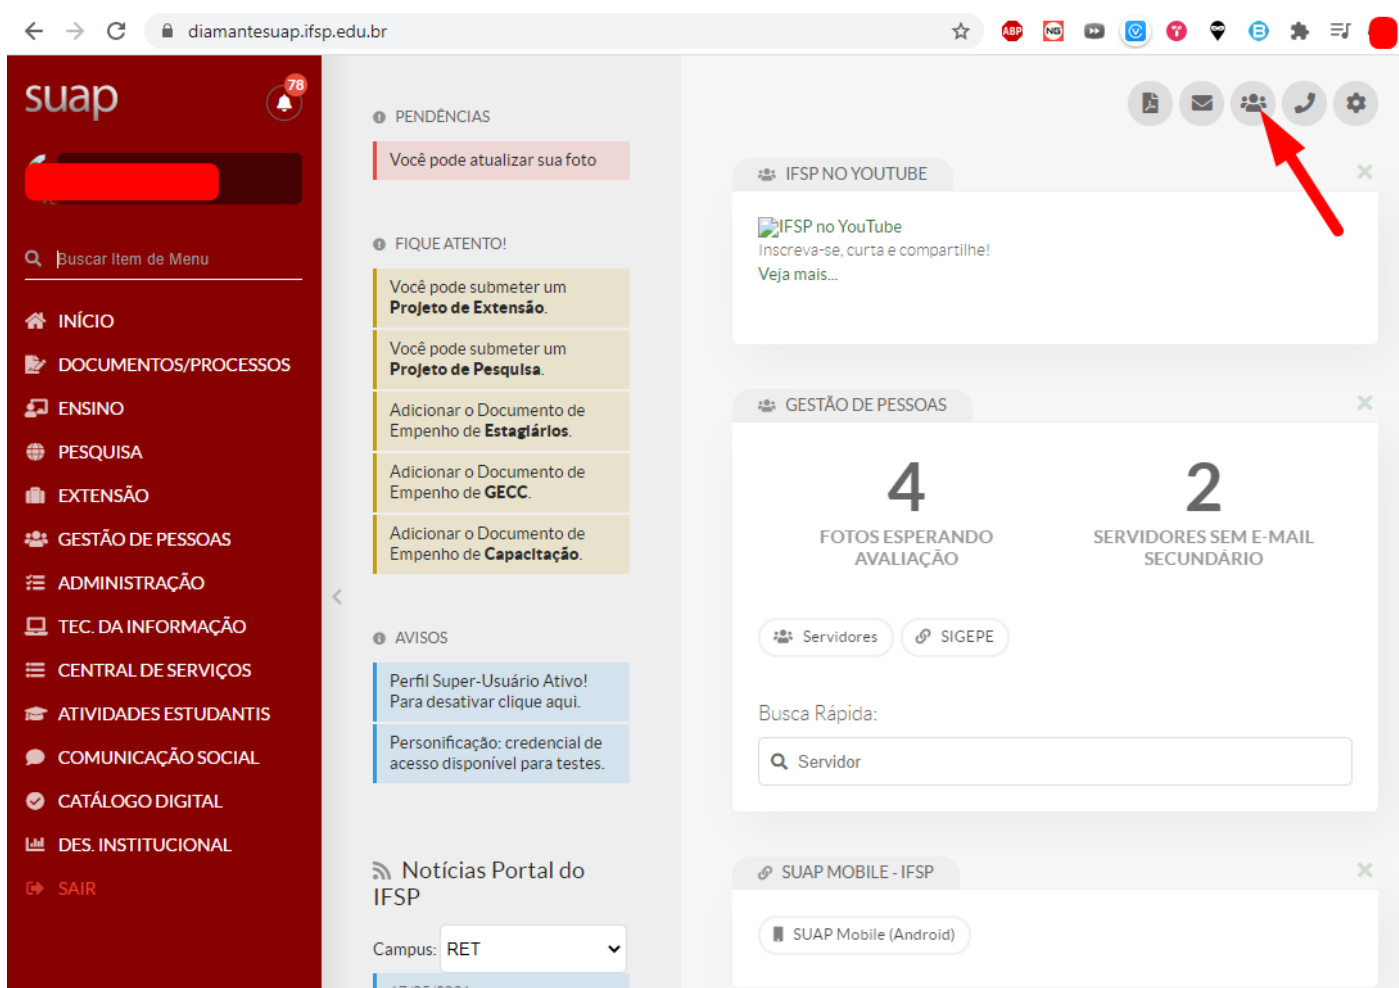 diamantesuap.ifsp.edu.br
ABP
NG
suap
78
Buscar Item de Menu
INÍCIO
DOCUMENTOS/PROCESSOS
ENSINO
PESQUISA
EXTENSÃO
GESTÃO DE PESSOAS
ADMINISTRAÇÃO
TEC. DA INFORMAÇÃO
CENTRAL DE SERVIÇOS
ATIVIDADES ESTUDANTIS
COMUNICAÇÃO SOCIAL
CATÁLOGO DIGITAL
DES. INSTITUCIONAL
SAIR
PENDÊNCIAS
Você pode atualizar sua foto
FIQUE ATENTO!
Você pode submeter um
Projeto de Extensão.
Você pode submeter um
Projeto de Pesquisa.
Adicionar o Documento de
Empenho de Estagiários.
Adicionar o Documento de
Empenho de GECC.
Adicionar o Documento de
Empenho de Capacitação.
AVISOS
Perfil Super-Usuário Ativo!
Para desativar clique aqui.
Personificação: credencial de
acesso disponível para testes.
Notícias Portal do
IFSP
Campus: RET
IFSP NO YOUTUBE
IFSP no YouTube
Inscreva-se, curta e compartilhe!
Veja mais...
GESTÃO DE PESSOAS
4
FOTOS ESPERANDO
AVALIAÇÃO
2
SERVIDORES SEM E-MAIL
SECUNDÁRIO
Servidores
SIGEPE
Busca Rápida:
Servidor
SUAP MOBILE - IFSP
SUAP Mobile (Android)